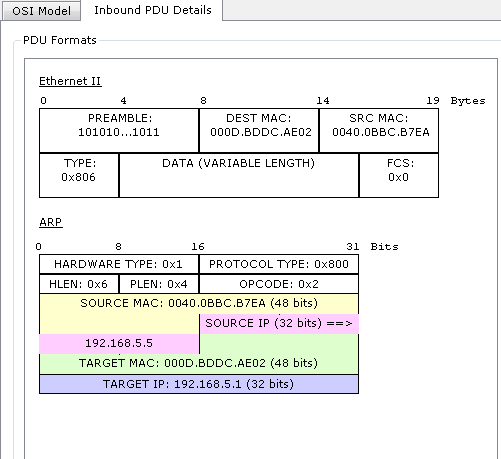 OSI Model Inbound PDU Details
PDU Formats
Ethernet II
0 4 8 14 19 Bytes
PREAMBLE: DEST MAC: SRC MAC:
101010...1011 000D.BDDC.AE02 0040.0BBC.B7EA
TYPE: DATA (VARIABLE LENGTH) FCS:
0x806 0x0
ARP
0 8 16 31 Bits
HARDWARE TYPE: 0x1 PROTOCOL TYPE: 0x800
HLEN: 0x6 PLEN: 0x4 OPCODE: 0x2
SOURCE MAC: 0040.0BBC.B7EA (48 bits)
SOURCE IP (32 bits) ==>
192.168.5.5
TARGET MAC: 000D.BDDC.AE02 (48 bits)
TARGET IP: 192.168.5.1 (32 bits)